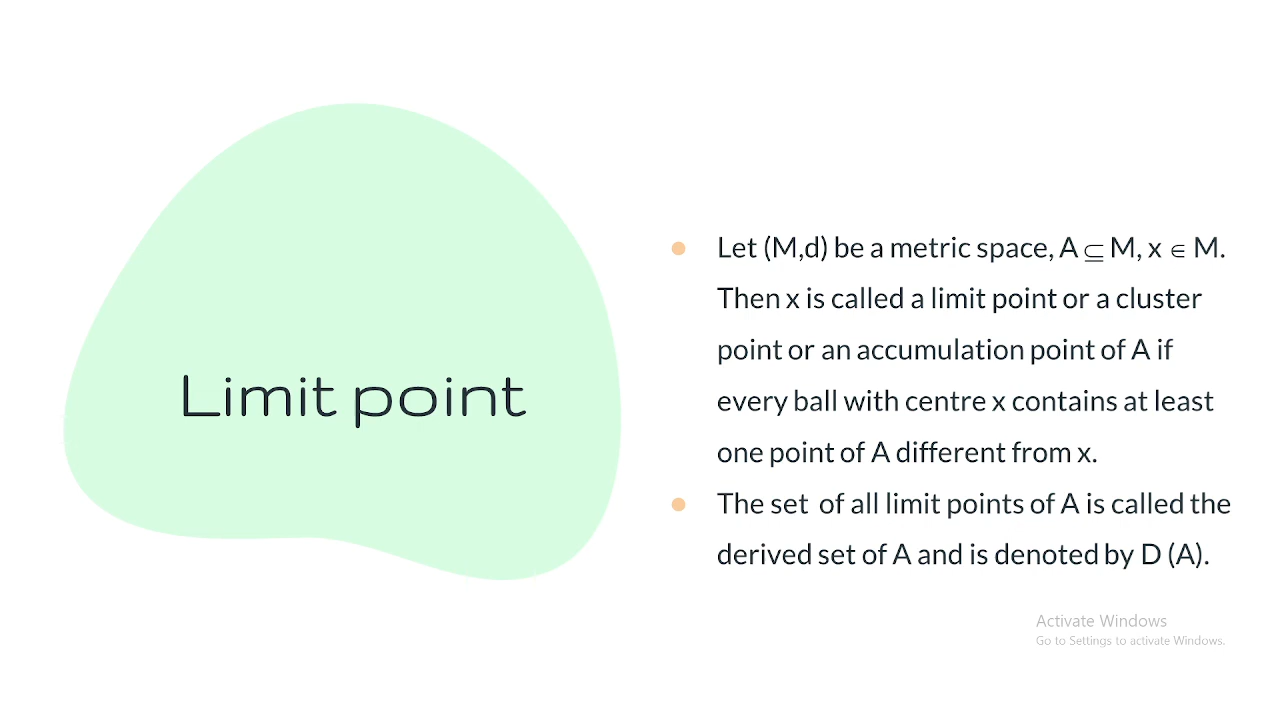 Limit point
Let (M,d) be a metric space, A ⊆ M, x ∈ M.
Then x is called a limit point or a cluster
point or an accumulation point of A if
every ball with centre x contains at least
one point of A different from x.
The set of all limit points of A is called the
derived set of A and is denoted by D (A).
Activate Windows
Go to Settings to activate Windows.